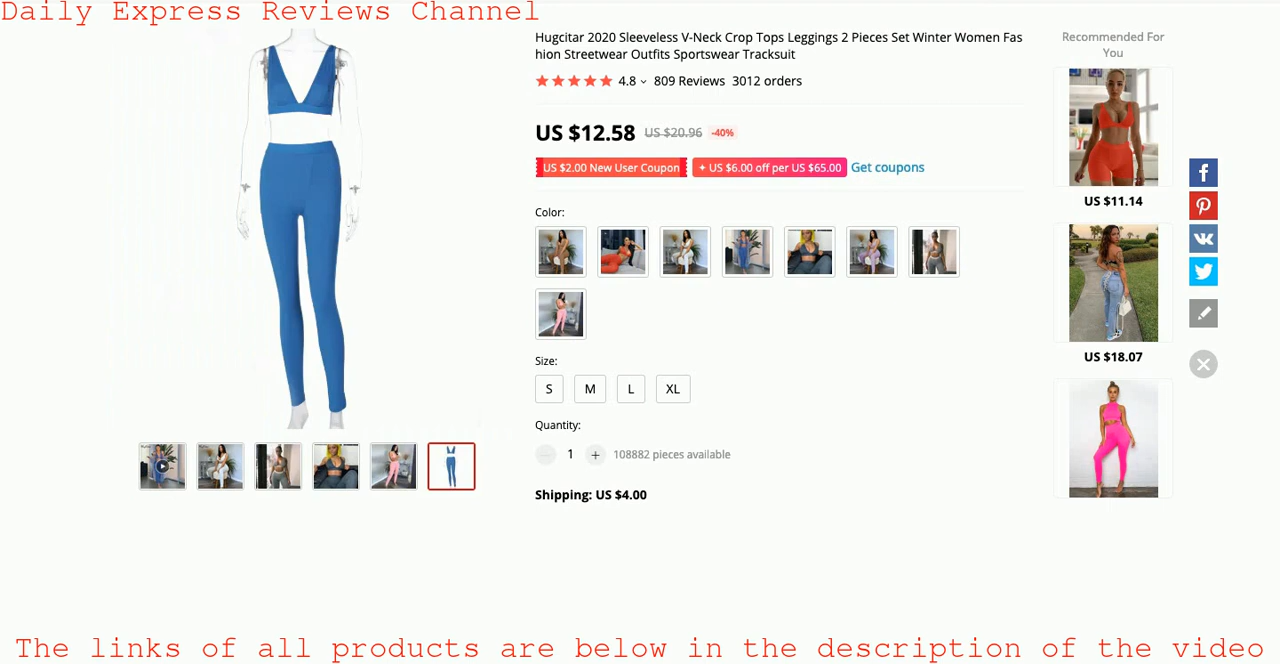 Daily Express Reviews Channel
Hugcitar 2020 Sleeveless V-Neck Crop Tops Leggings 2 Pieces Set Winter Women Fas
hion Streetwear Outfits Sportswear Tracksuit
4.8 809 Reviews 3012 orders
US $12.58 US $20.96 -40%
US $2.00 New User Coupon + US $6.00 off per US $65.00 Get coupons
Color:
Size:
S M L XL
Quantity:
1 + 108882 pieces available
Shipping: US $4.00
Recommended For
You
US $11.14
US $18.07
The links of all products are below in the description of the video